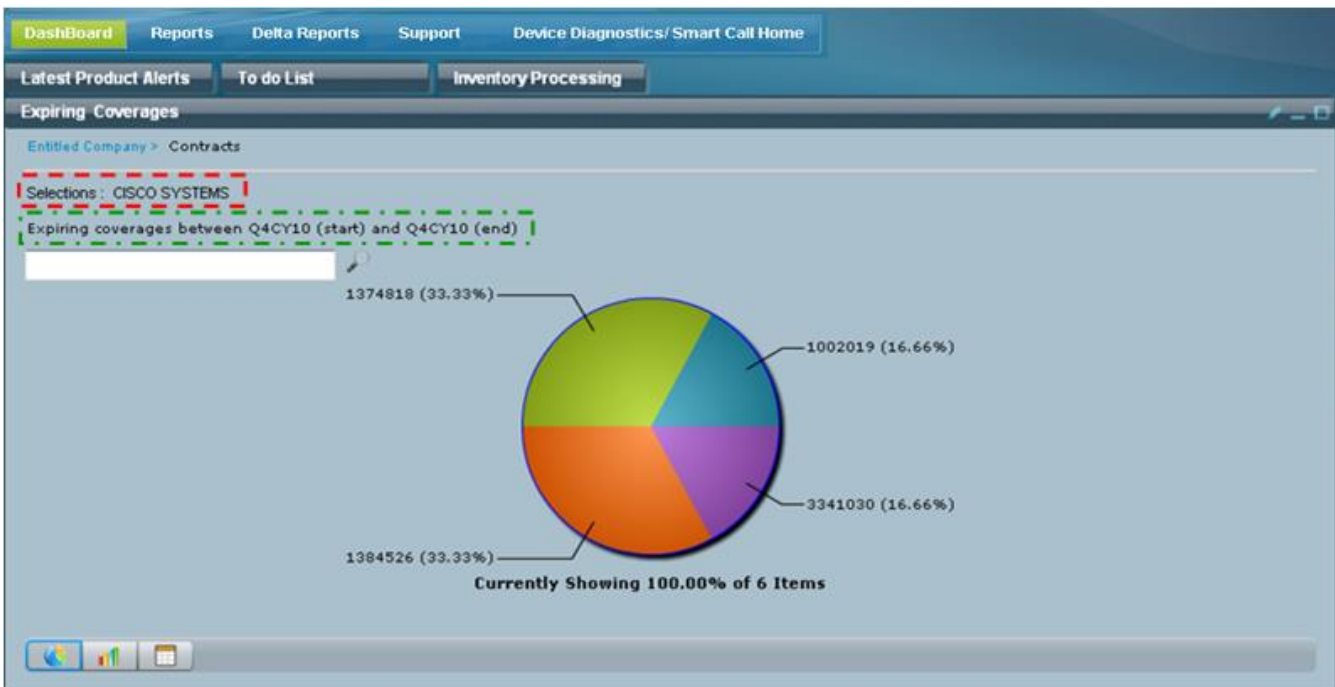 DashBoard Reports Delta Reports Support Device Diagnostics/ Smart Call Home
Latest Product Alerts To do List Inventory Processing
Expiring Coverages
Entitled Company > Contracts
Selections : CISCO SYSTEMS
Expiring coverages between Q4CY10 (start) and Q4CY10 (end)
1374818 (33.33%)
1002019 (16.66%)
3341030 (16.66%)
1384526 (33.33%)
Currently Showing 100.00% of 6 Items